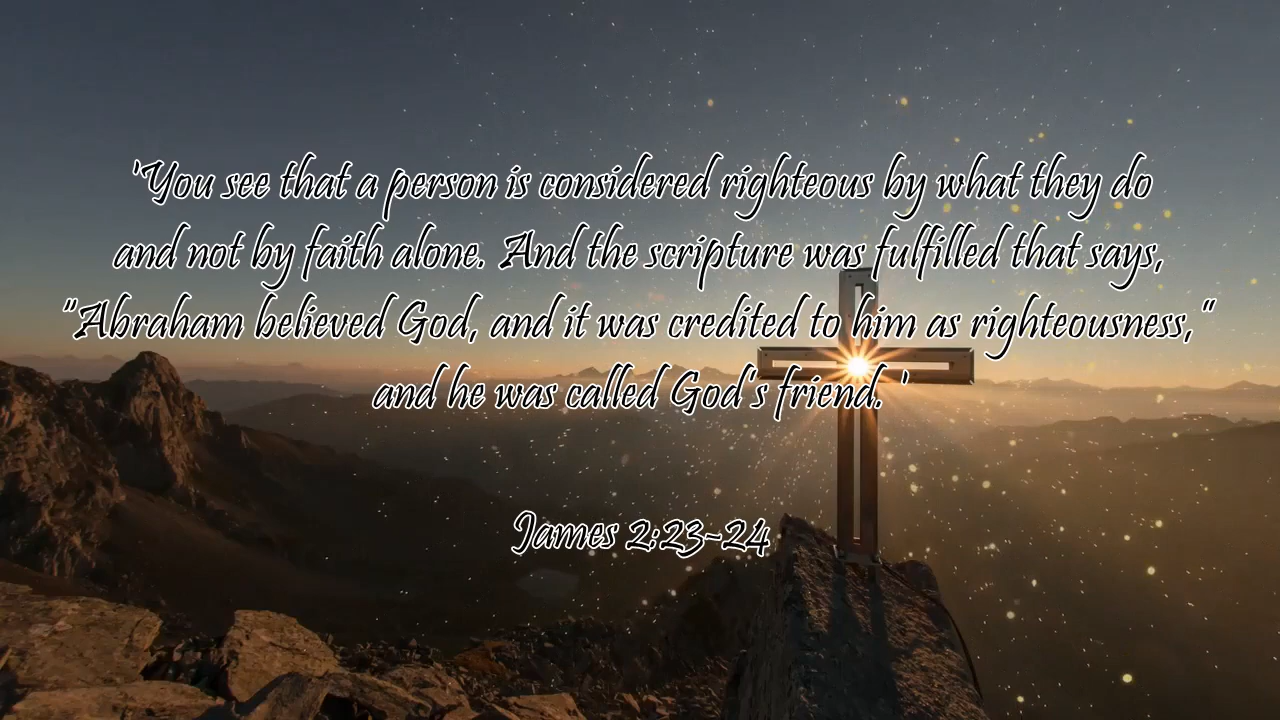 'You see that a person is considered righteous by what they do
and not by faith alone. And the scripture was fulfilled that says,
"Abraham believed God, and it was credited to him as righteousness,"
and he was called God's friend. '
James 2:23-24